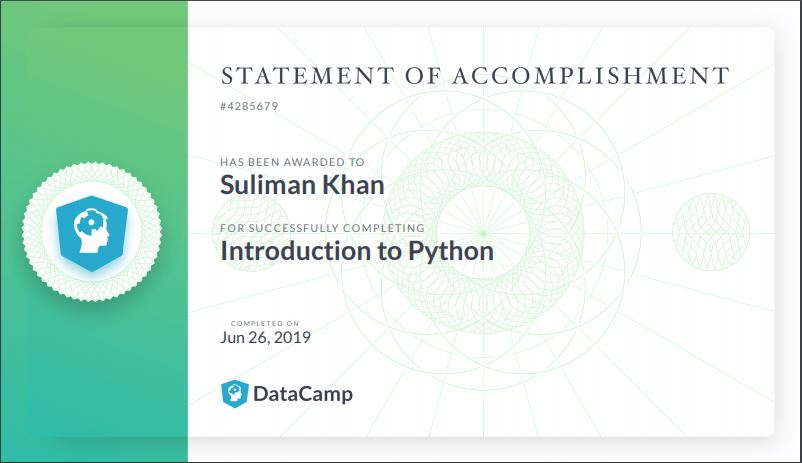 STATEMENT OF ACCOMPLISHMENT
#4285679
HAS BEEN AWARDED TO
Suliman Khan
FOR SUCCESSFULLY COMPLETING
Introduction to Python
COMPLETED ON
Jun 26, 2019
DataCamp